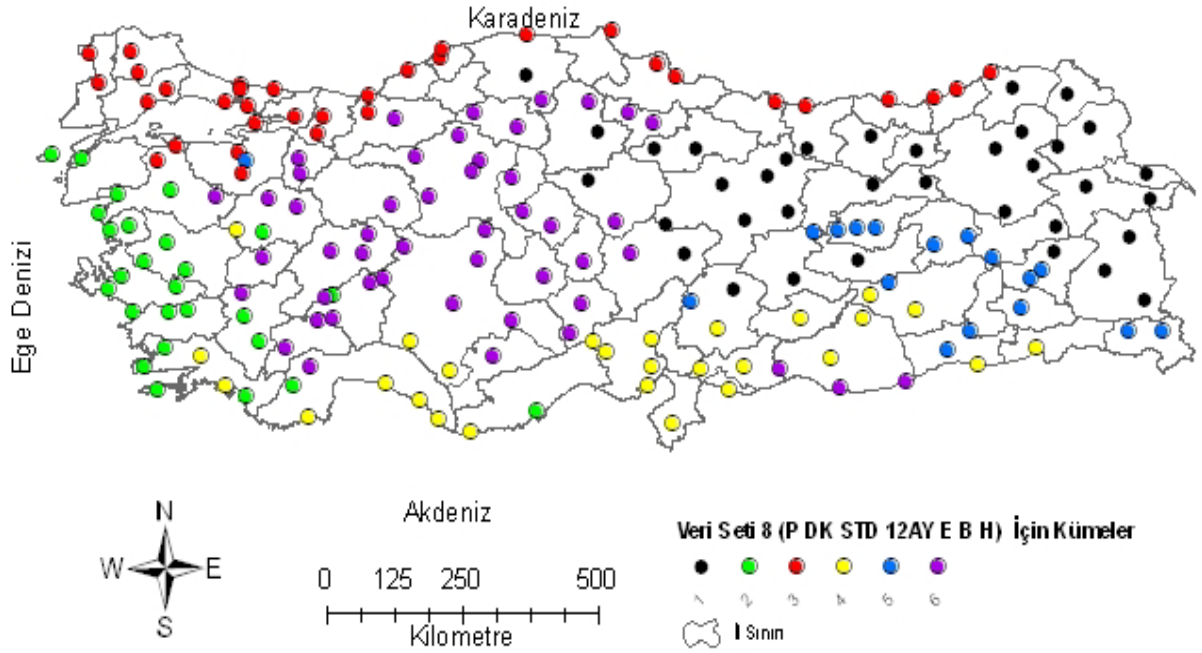 Karadeniz
Ege Denizi
Akdeniz
N
W E
S
0 125 250 500
Kilometre
Veri Seti 8 (P DK STD 12AY E B H) İçin Kümeler
1 2 3 4 5 6
İl Sınırı